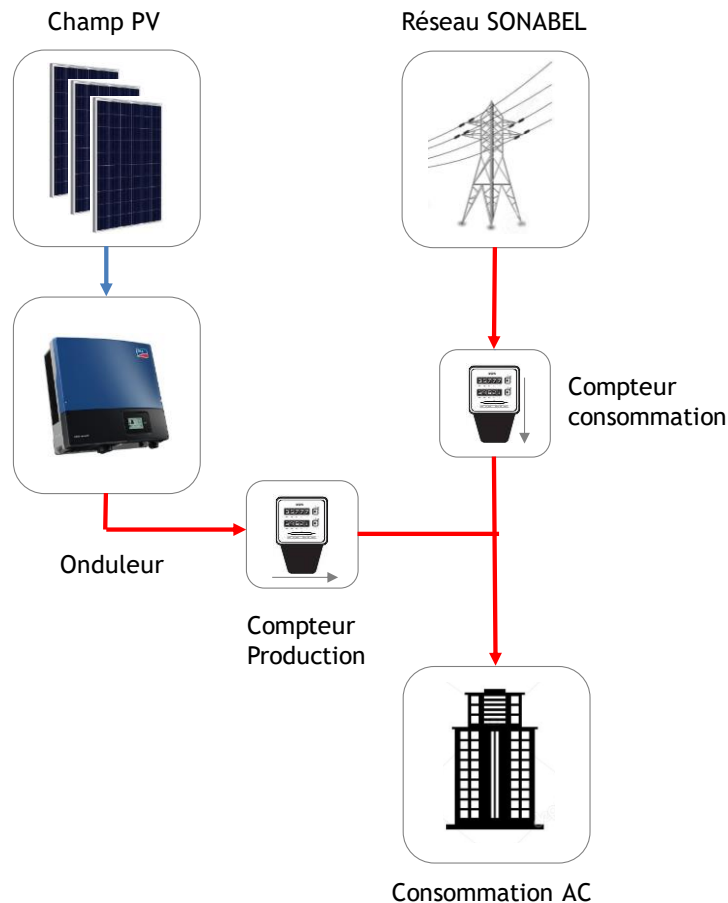 Champ PV
Réseau SONABEL
Compteur
consommation
Onduleur
Compteur
Production
Consommation AC